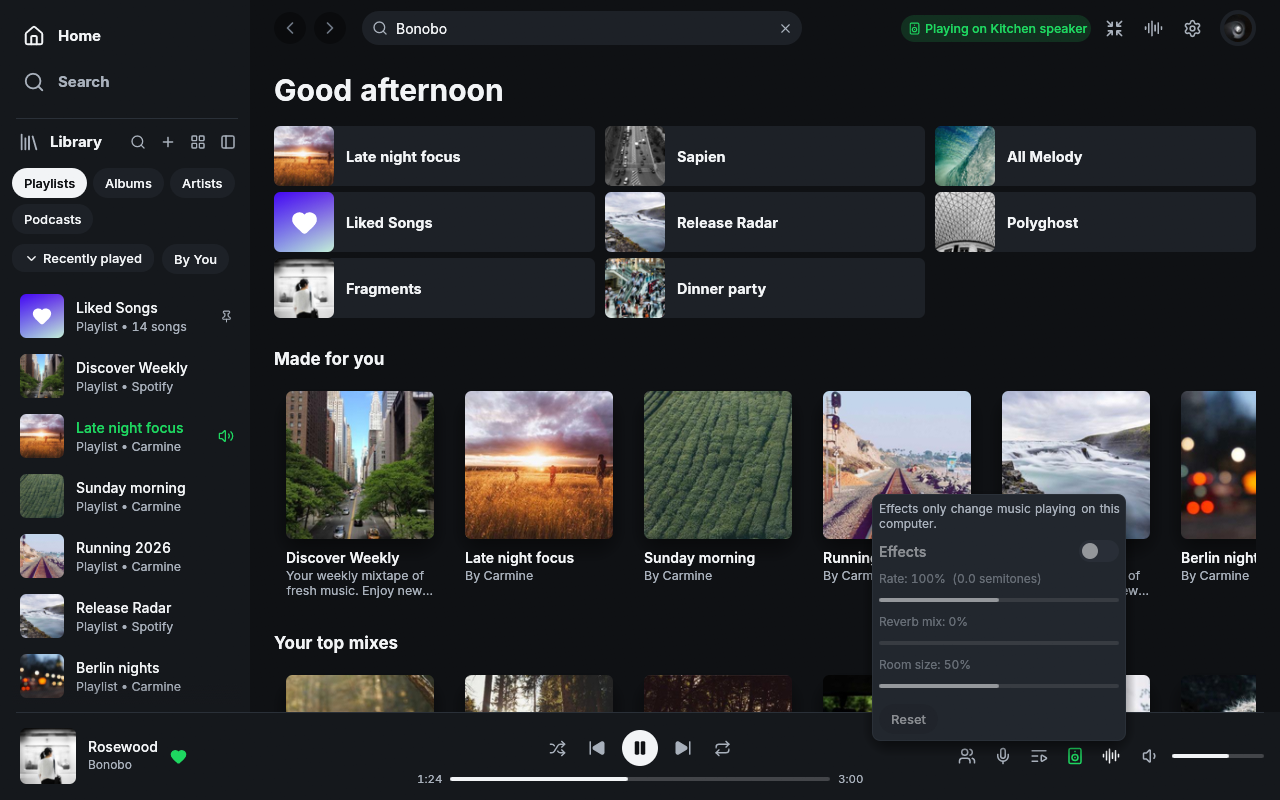 Home
Search
Library
Playlists
Albums
Artists
Podcasts
Recently played
By You
Liked Songs
Playlist • 14 songs
Discover Weekly
Playlist • Spotify
Late night focus
Playlist • Carmine
Sunday morning
Playlist • Carmine
Running 2026
Playlist • Carmine
Release Radar
Playlist • Spotify
Berlin nights
Playlist • Carmine
Bonobo
Playing on Kitchen speaker
Good afternoon
Late night focus
Sapien
All Melody
Liked Songs
Release Radar
Polyghost
Fragments
Dinner party
Made for you
Discover Weekly
Your weekly mixtape of
fresh music. Enjoy new...
Late night focus
By Carmine
Sunday morning
By Carmine
Running
By Carm
of
ew...
Berlin night
By Carmine
Your top mixes
Effects only change music playing on this
computer.
Effects
Rate: 100% (0.0 semitones)
Reverb mix: 0%
Room size: 50%
Reset
Rosewood
Bonobo
1:24
3:00